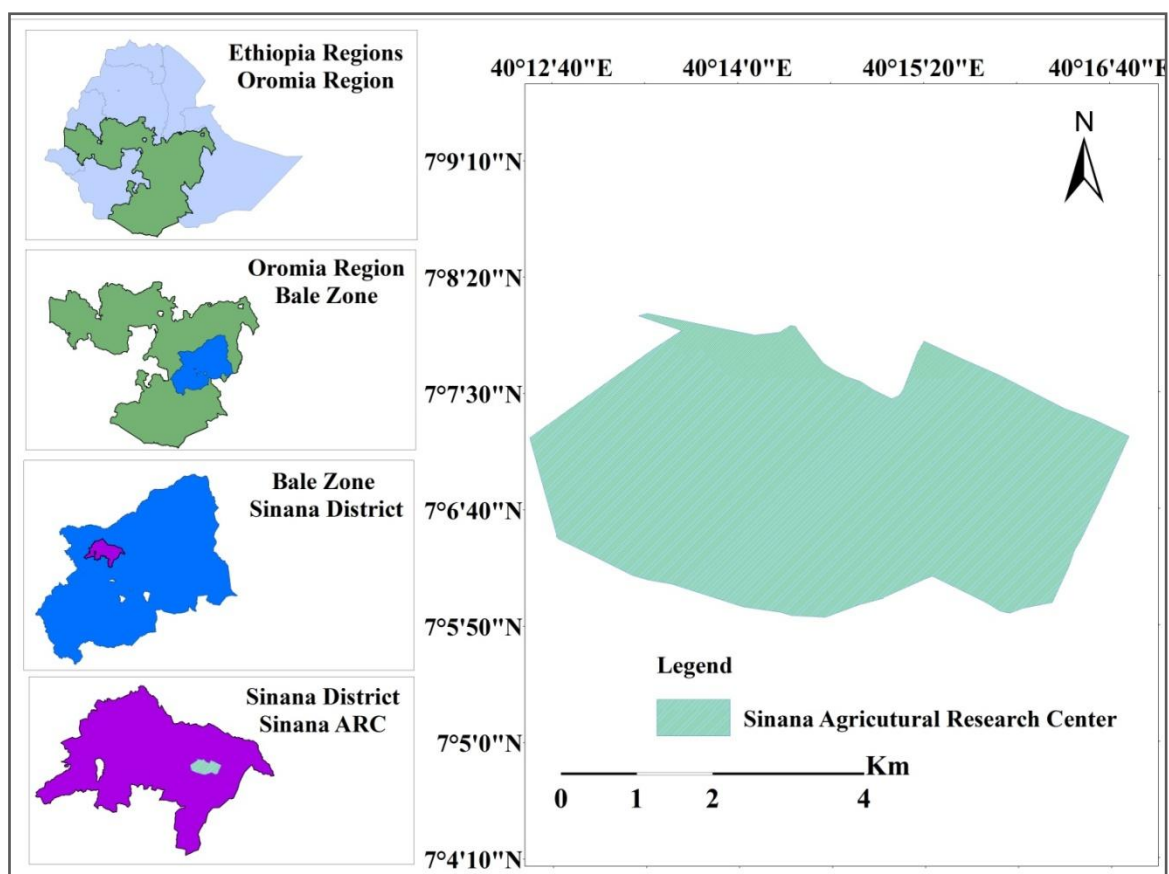 Ethiopia Regions
Oromia Region
Oromia Region
Bale Zone
Bale Zone
Sinana District
Sinana District
Sinana ARC
40°12'40"E 40°14'0"E 40°15'20"E 40°16'40"E
N
7°9'10"N
7°8'20"N
7°7'30"N
7°6'40"N
7°5'50"N
7°5'0"N
7°4'10"N
Legend
Sinana Agricutural Research Center
Km
0 1 2 4